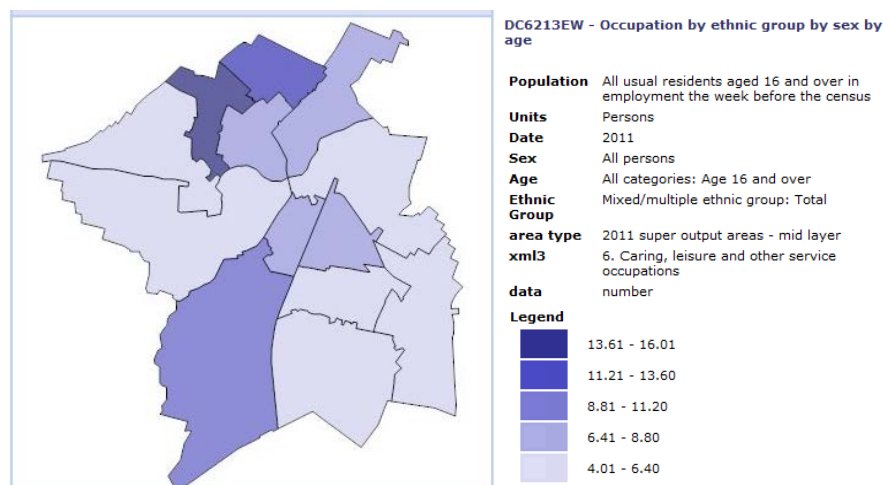 DC6213EW - Occupation by ethnic group by sex by
age
Population All usual residents aged 16 and over in
employment the week before the census
Units Persons
Date 2011
Sex All persons
Age All categories: Age 16 and over
Ethnic Mixed/multiple ethnic group: Total
Group
area type 2011 super output areas - mid layer
xml3 6. Caring, leisure and other service
occupations
data number
Legend
13.61 - 16.01
11.21 - 13.60
8.81 - 11.20
6.41 - 8.80
4.01 - 6.40